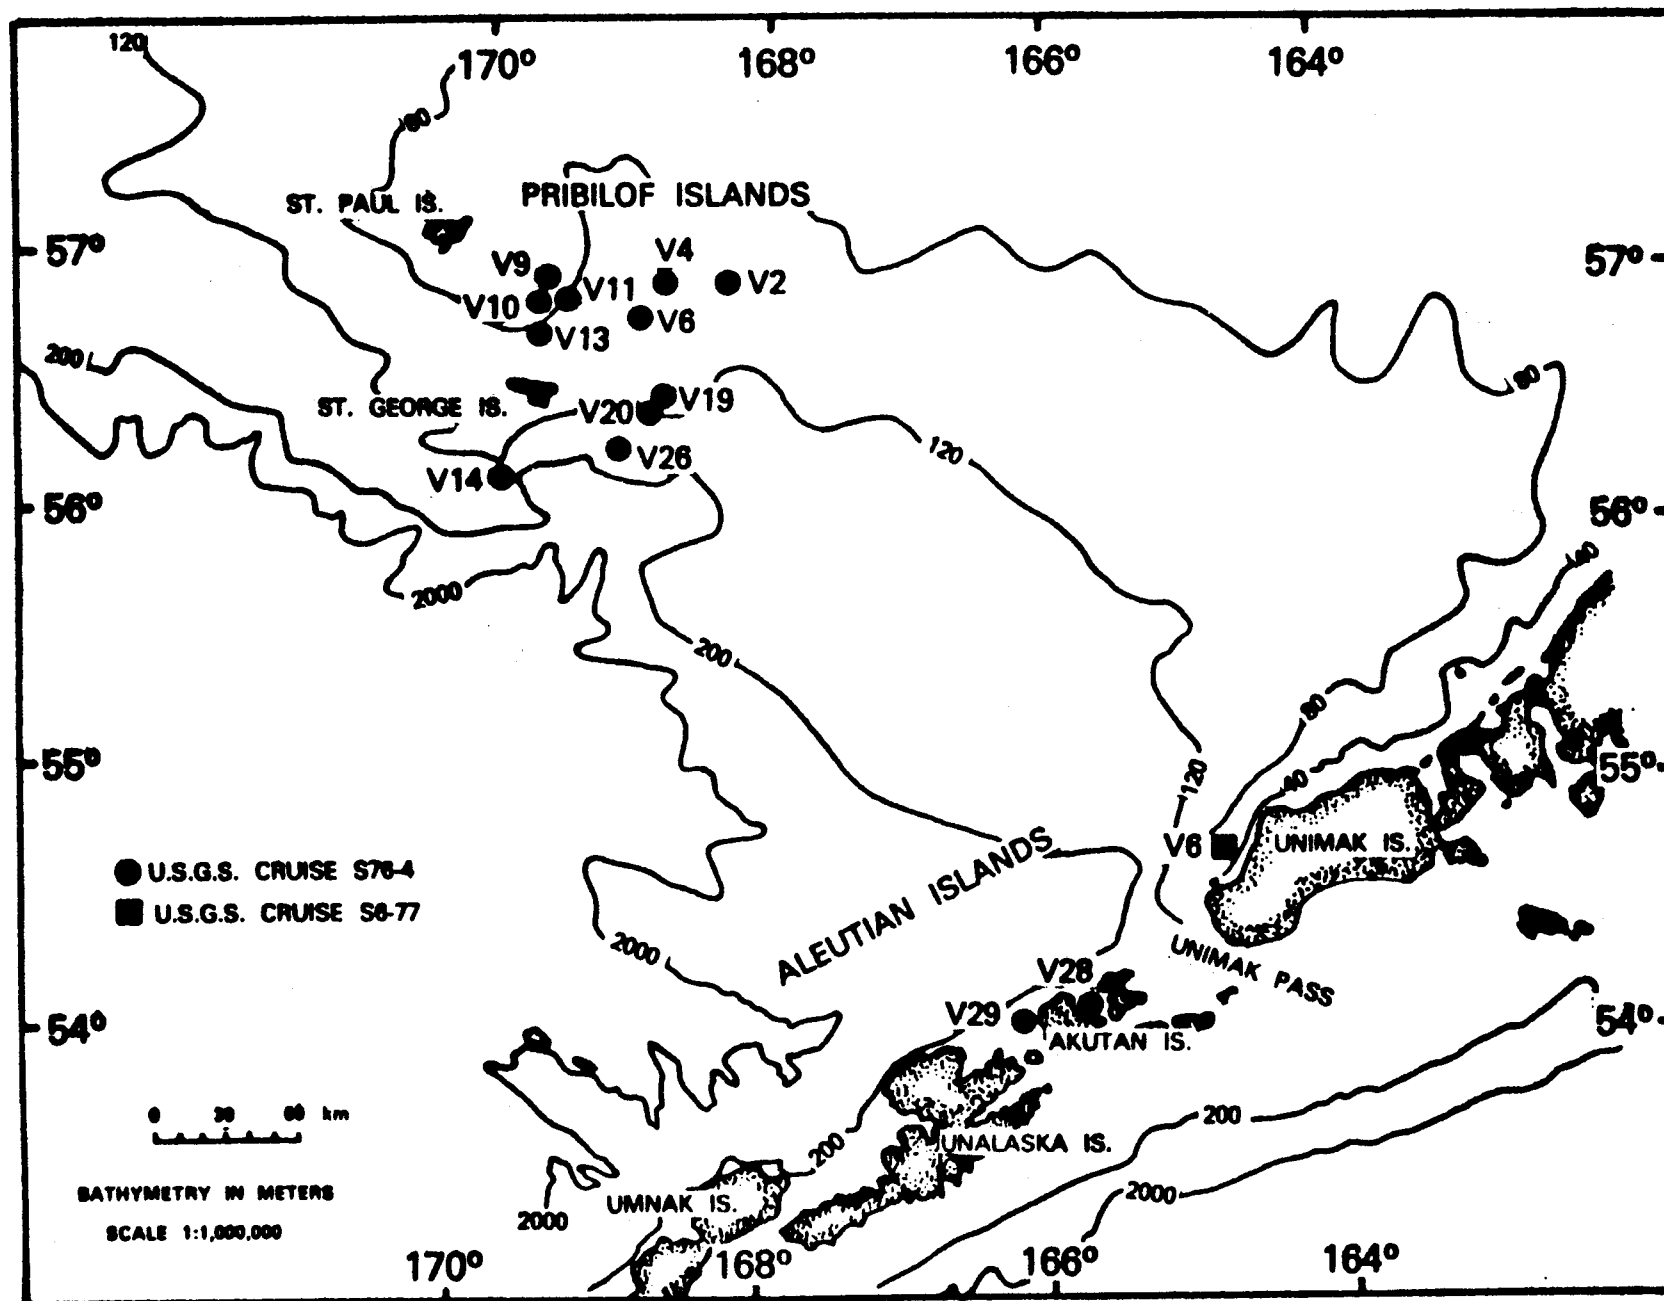 170° 168° 166° 164°
120
80
ST. PAUL IS.
PRIBILOF ISLANDS
57° 57°
V9
V4
V2
V10
V11
V6
V13
200
80
ST. GEORGE IS.
V20
V19
120
V26
V14
56° 56°
40
2000
200
80
55° 55°
120
40
V6
UNIMAK IS.
U.S.G.S. CRUISE S76-4
U.S.G.S. CRUISE S6-77
ALEUTIAN ISLANDS
2000
UNIMAK PASS
V28
V29
54° 54°
AKUTAN IS.
0 30 60 km
200
200
UNALASKA IS.
BATHYMETRY IN METERS
2000
UMNAK IS.
2000
SCALE 1:1,000,000
170° 168° 166° 164°